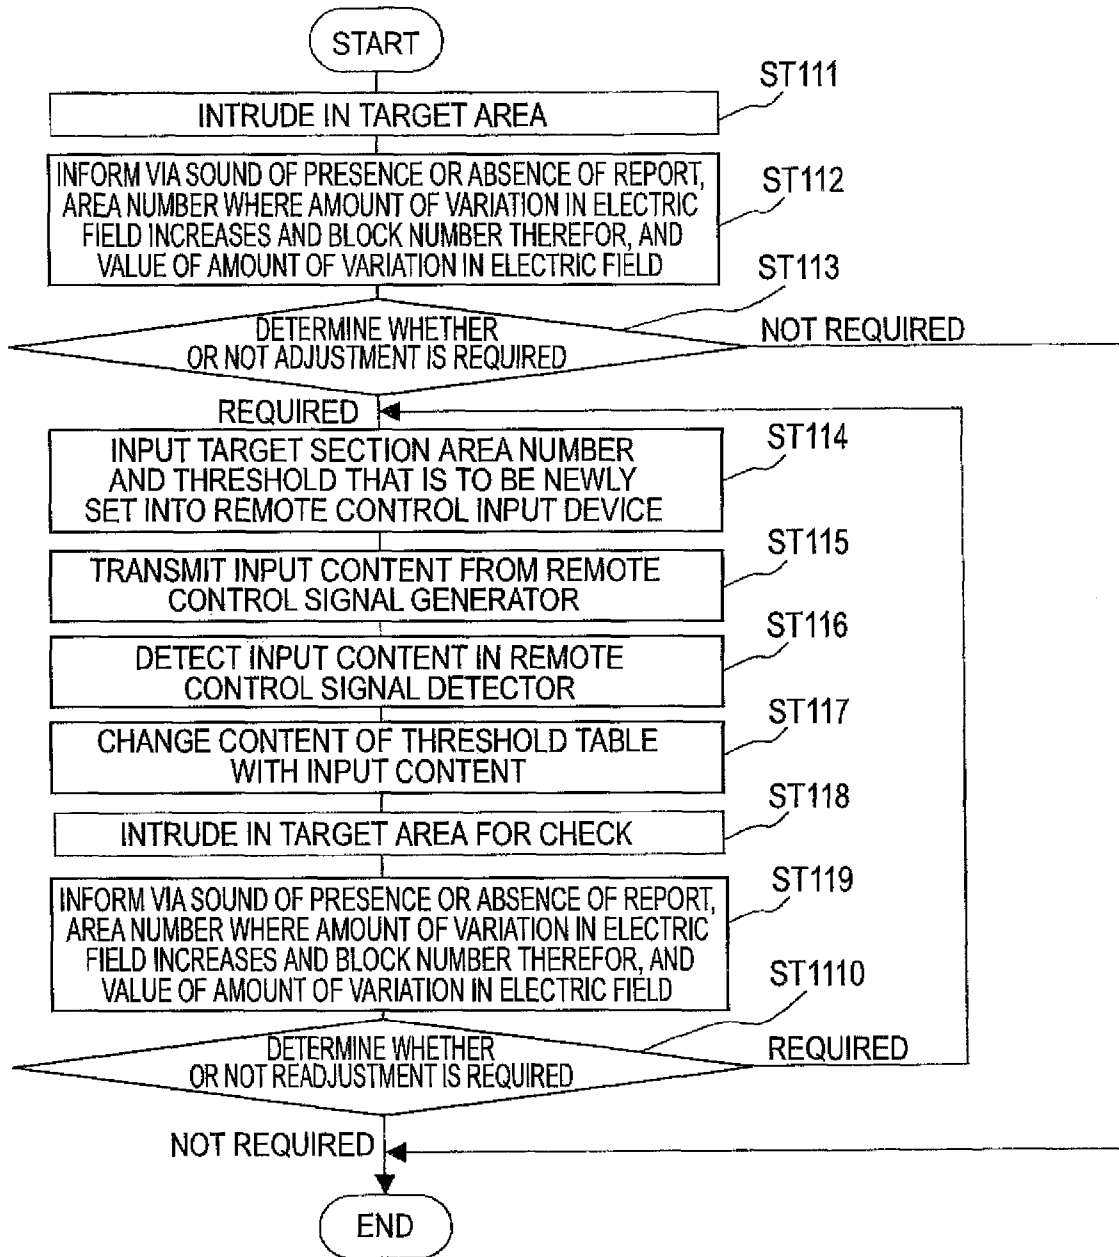 START
ST111
INTRUDE IN TARGET AREA
ST112
INFORM VIA SOUND OF PRESENCE OR ABSENCE OF REPORT,
AREA NUMBER WHERE AMOUNT OF VARIATION IN ELECTRIC
FIELD INCREASES AND BLOCK NUMBER THEREFOR, AND
VALUE OF AMOUNT OF VARIATION IN ELECTRIC FIELD
ST113
DETERMINE WHETHER
OR NOT ADJUSTMENT IS REQUIRED
NOT REQUIRED
REQUIRED
ST114
INPUT TARGET SECTION AREA NUMBER
AND THRESHOLD THAT IS TO BE NEWLY
SET INTO REMOTE CONTROL INPUT DEVICE
ST115
TRANSMIT INPUT CONTENT FROM REMOTE
CONTROL SIGNAL GENERATOR
ST116
DETECT INPUT CONTENT IN REMOTE
CONTROL SIGNAL DETECTOR
ST117
CHANGE CONTENT OF THRESHOLD TABLE
WITH INPUT CONTENT
ST118
INTRUDE IN TARGET AREA FOR CHECK
ST119
INFORM VIA SOUND OF PRESENCE OR ABSENCE OF REPORT,
AREA NUMBER WHERE AMOUNT OF VARIATION IN ELECTRIC
FIELD INCREASES AND BLOCK NUMBER THEREFOR, AND
VALUE OF AMOUNT OF VARIATION IN ELECTRIC FIELD
ST1110
DETERMINE WHETHER
OR NOT READJUSTMENT IS REQUIRED
REQUIRED
NOT REQUIRED
END